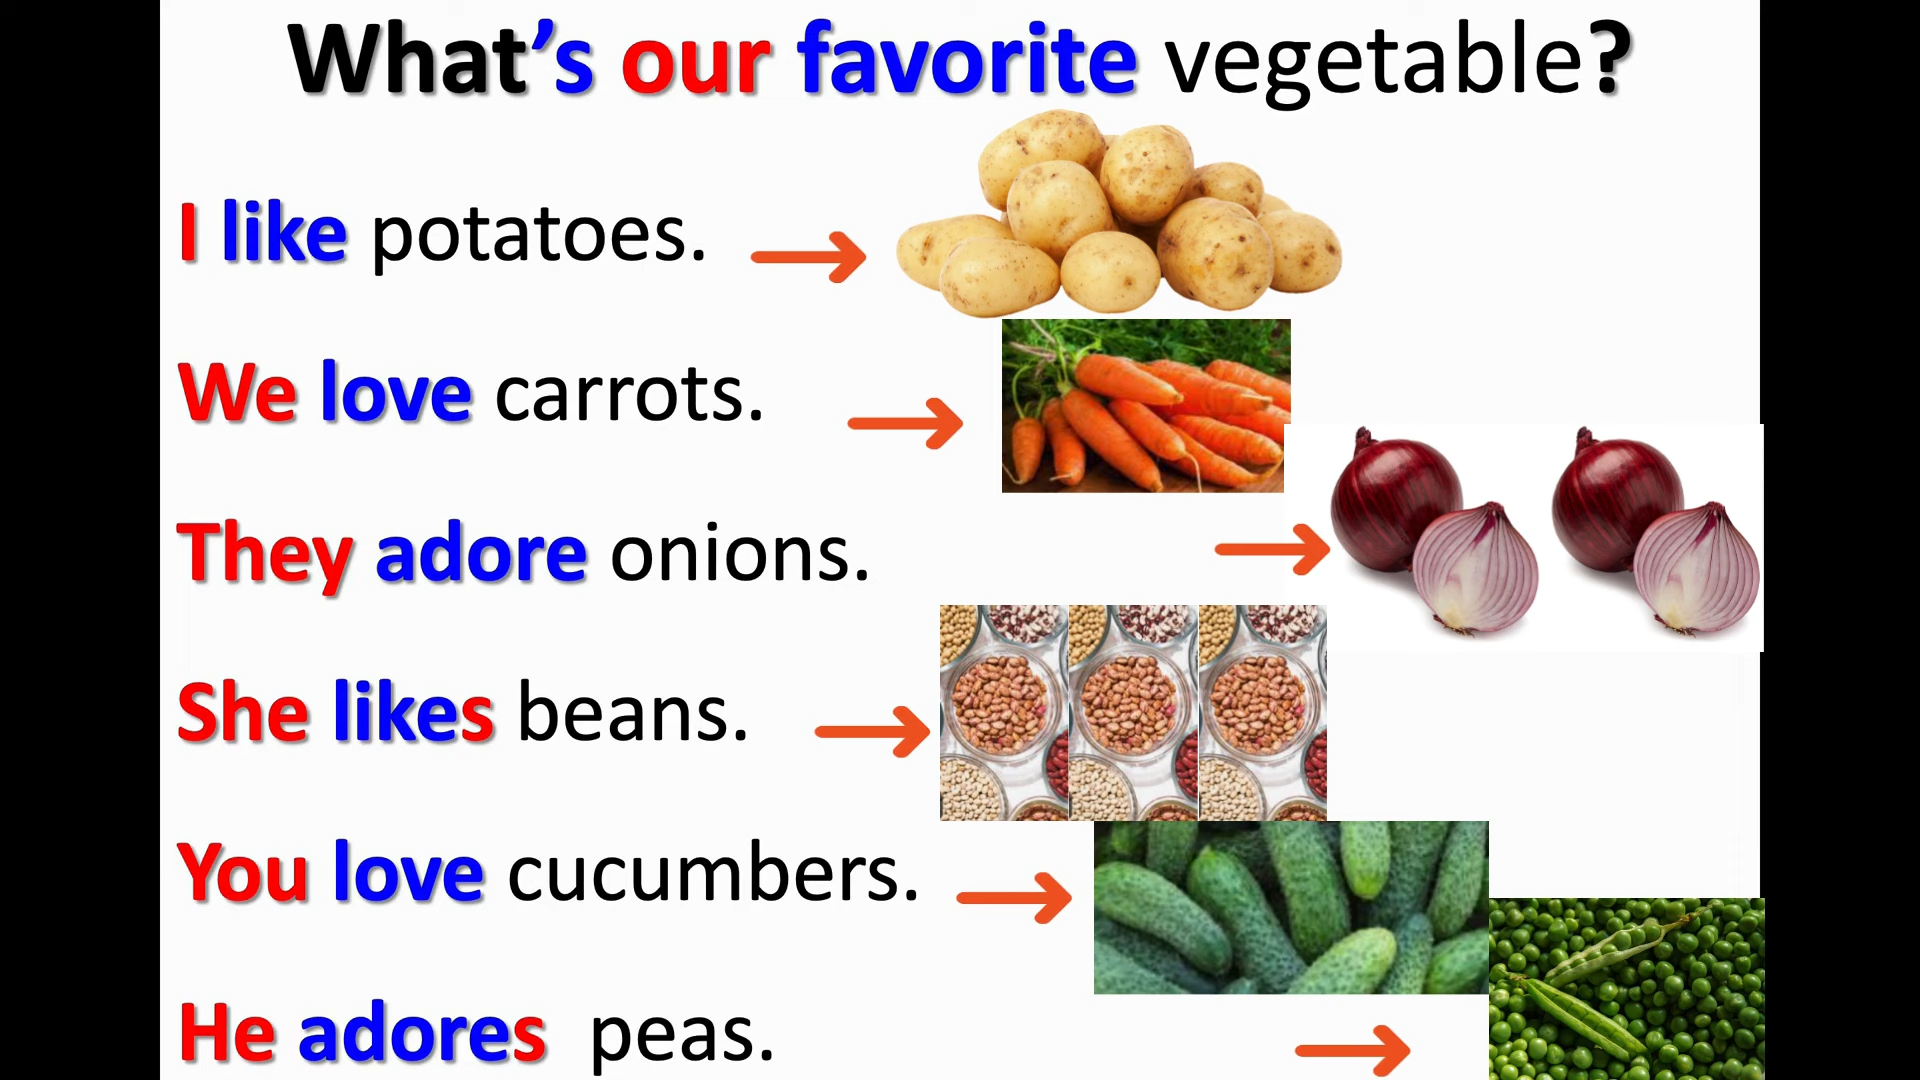 What's our favorite vegetable?
I like potatoes.
We love carrots.
They adore onions.
She likes beans.
You love cucumbers.
He adores peas.